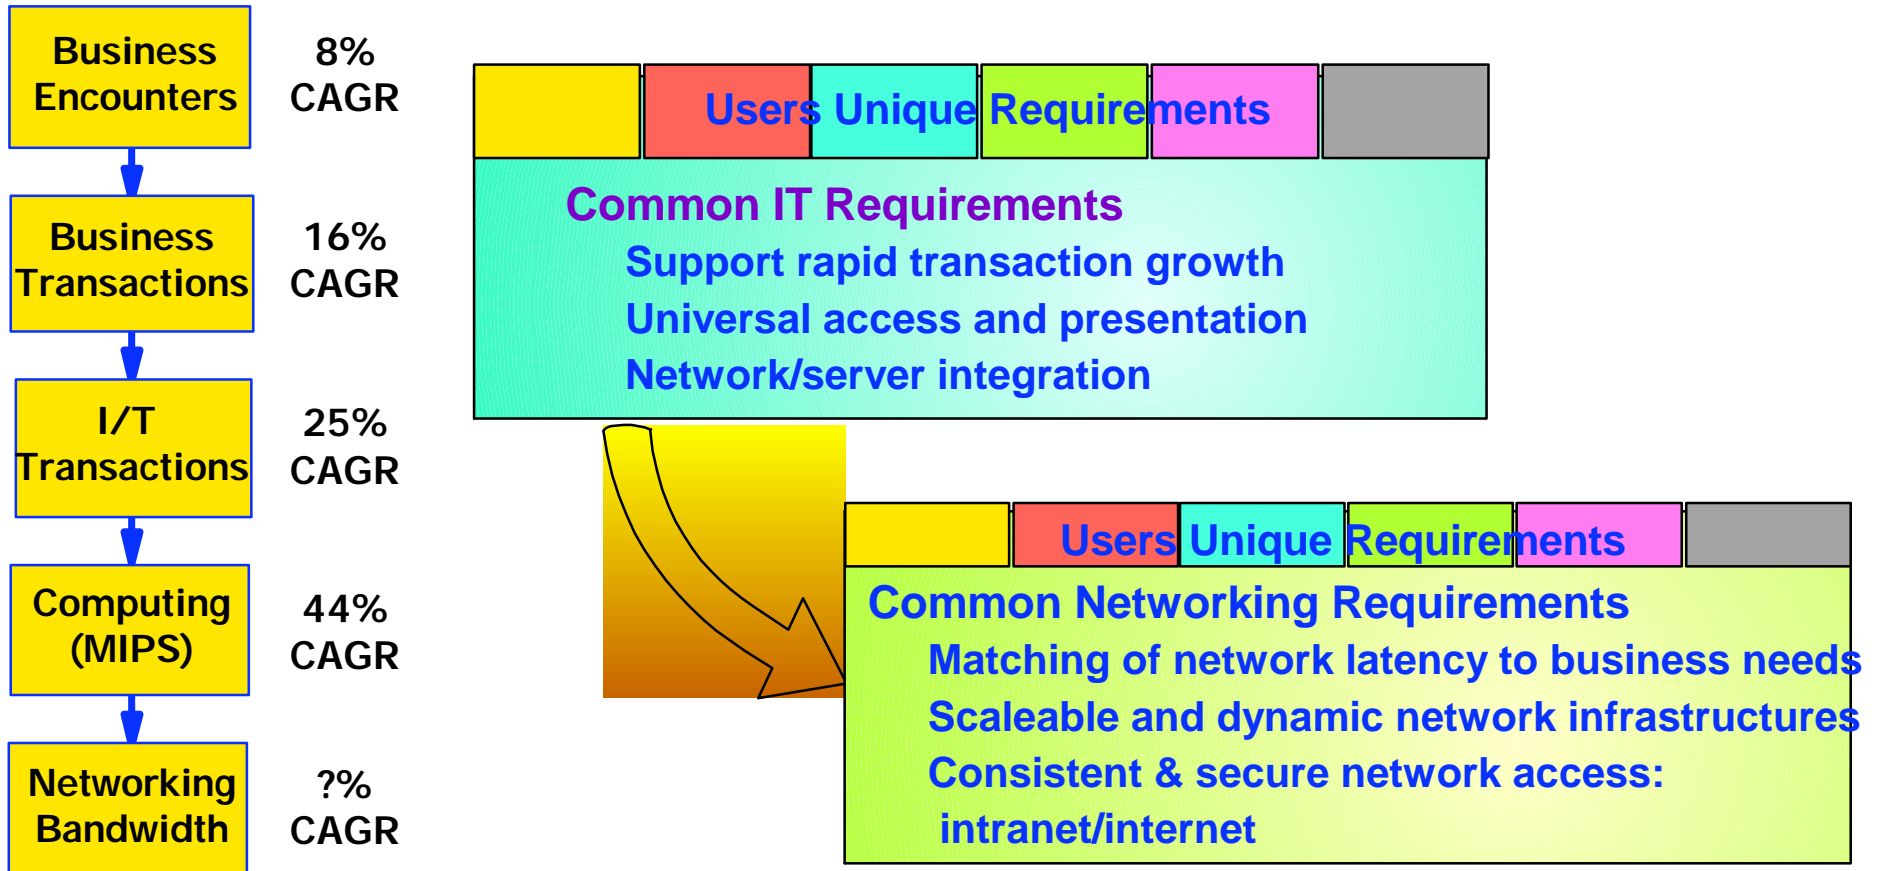 Business
Encounters
8%
CAGR
Business
Transactions
16%
CAGR
I/T
Transactions
25%
CAGR
Computing
(MIPS)
44%
CAGR
Networking
Bandwidth
?%
CAGR
Users Unique Requirements
Common IT Requirements
Support rapid transaction growth
Universal access and presentation
Network/server integration
Users Unique Requirements
Common Networking Requirements
Matching of network latency to business needs
Scaleable and dynamic network infrastructures
Consistent & secure network access:
intranet/internet